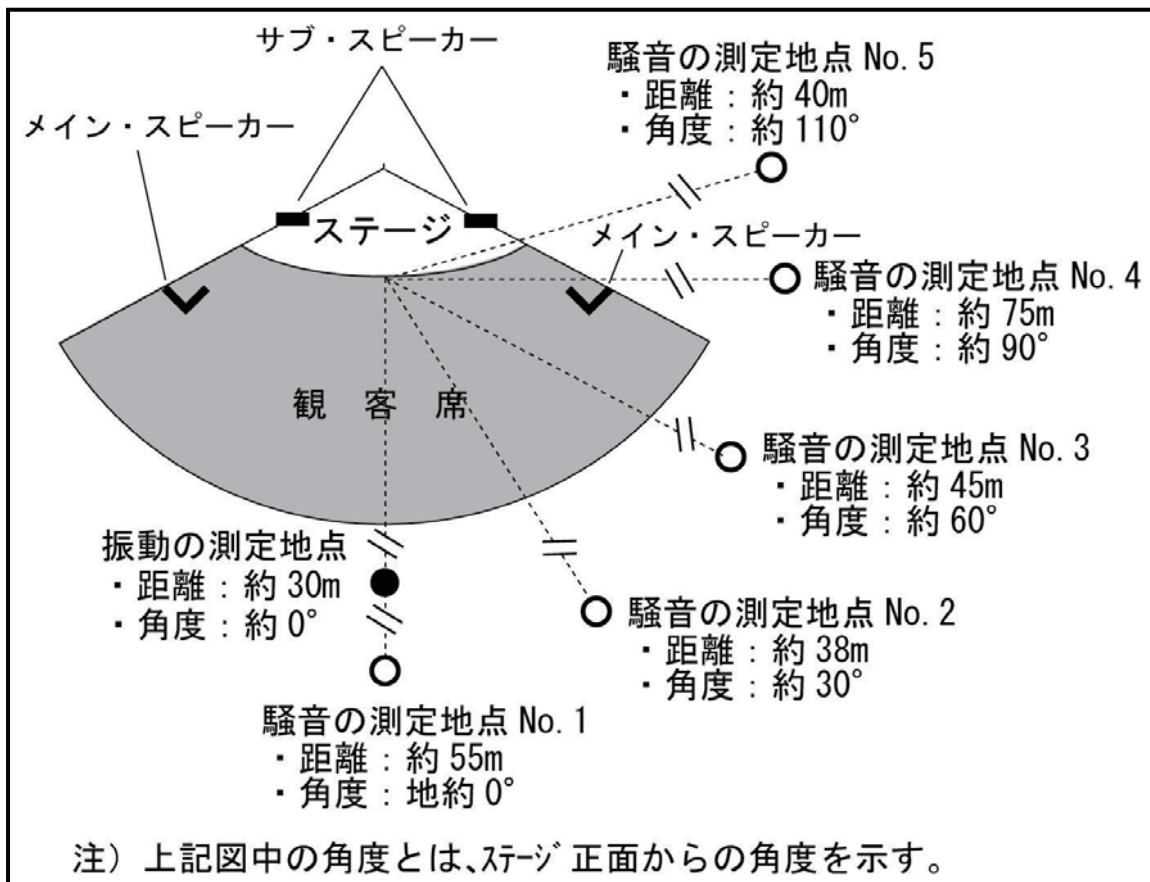 サブ・スピーカー
メイン・スピーカー
騒音の測定地点 No.5
・距離：約 40m
・角度：約 110°
ステージ
メイン・スピーカー
騒音の測定地点 No.4
・距離：約 75m
・角度：約 90°
観 客 席
騒音の測定地点 No.3
・距離：約 45m
・角度：約 60°
振動の測定地点
・距離：約 30m
・角度：約 0°
騒音の測定地点 No.2
・距離：約 38m
・角度：約 30°
騒音の測定地点 No.1
・距離：約 55m
・角度：地約 0°
注）上記図中の角度とは、ｽﾃｰｼﾞ正面からの角度を示す。